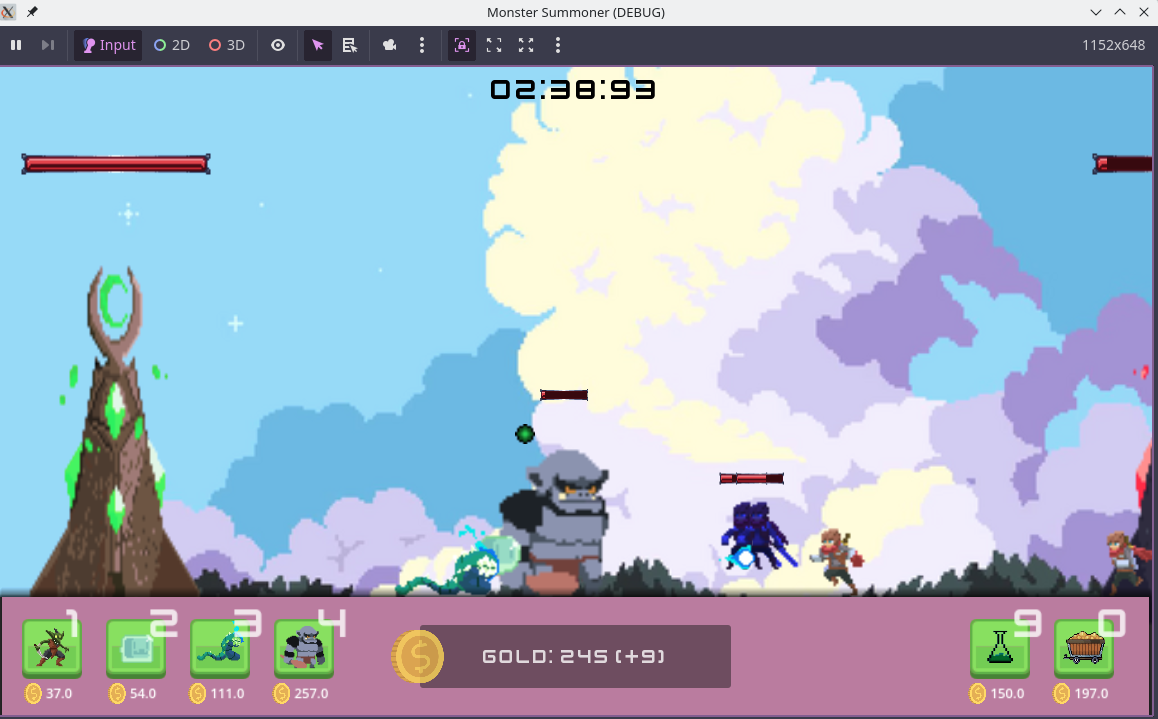 Monster Summoner (DEBUG)
Input 2D 3D 1152x648
02:38:93
1 2 3 4 9 0
GOLD: 245 (+9)
37.0 54.0 111.0 257.0 150.0 197.0